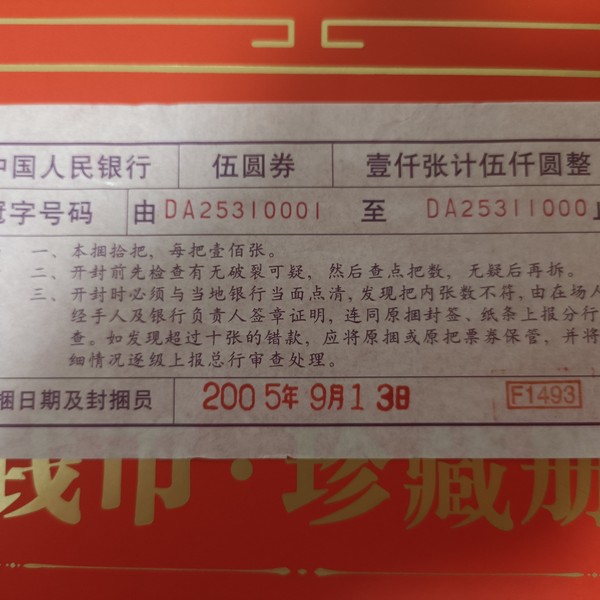 中国人民银行 伍圆券 壹仟张计伍仟圆整
冠字号码 由 DA25310001 至 DA25311000 止
一、本捆拾把，每把壹佰张。
二、开封前先检查有无破裂可疑，然后查点把数，无疑后再拆。
三、开封时必须与当地银行当面点清，发现把内张数不符，由在场人
经手人及银行负责人签章证明，连同原捆封签、纸条上报分行
查。如发现超过十张的错款，应将原捆或原把票券保管，并将
细情况逐级上报总行审查处理。
捆日期及封捆员 2005年9月13日 F1493
钱币·珍藏册